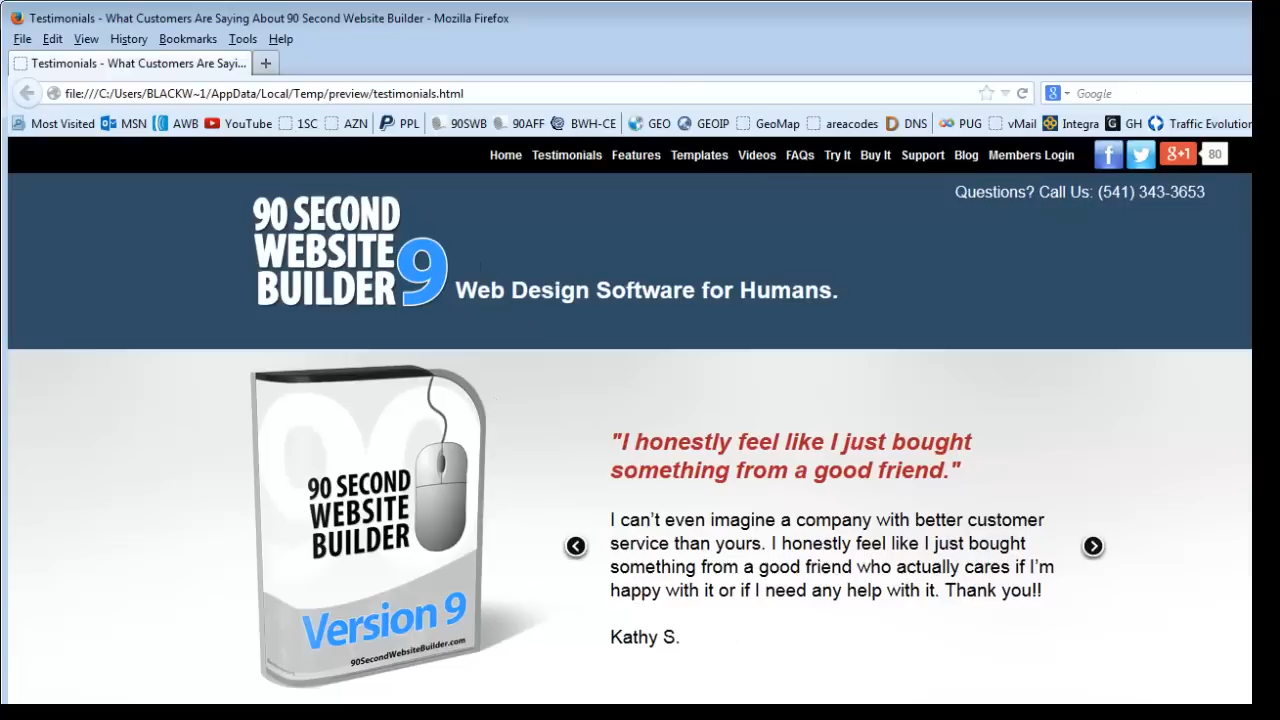 Testimonials - What Customers Are Saying About 90 Second Website Builder - Mozilla Firefox
File Edit View History Bookmarks Tools Help
Testimonials - What Customers Are Sayi... +
file:///C:/Users/BLACKW~1/AppData/Local/Temp/preview/testimonials.html Google
Most Visited MSN AWB YouTube 1SC AZN PPL 90SWB 90AFF BWH-CE GEO GEOIP GeoMap areacodes DNS PUG vMail Integra GH Traffic Evolution
Home Testimonials Features Templates Videos FAQs Try It Buy It Support Blog Members Login f g+1 80
Questions? Call Us: (541) 343-3653
90 SECOND
WEBSITE
BUILDER 9
Web Design Software for Humans.
"I honestly feel like I just bought
something from a good friend."
I can't even imagine a company with better customer
service than yours. I honestly feel like I just bought
something from a good friend who actually cares if I'm
happy with it or if I need any help with it. Thank you!!
Kathy S.
90
90 SECOND
WEBSITE
BUILDER
Version 9
90SecondWebsiteBuilder.com